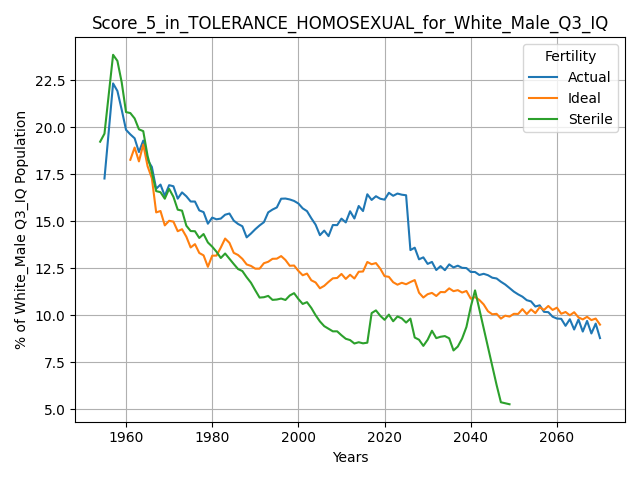 Score_5_in_TOLERANCE_HOMOSEXUAL_for_White_Male_Q3_IQ
Fertility
Actual
Ideal
Sterile
% of White_Male Q3_IQ Population
22.5
20.0
17.5
15.0
12.5
10.0
7.5
5.0
1960 1980 2000 2020 2040 2060
Years